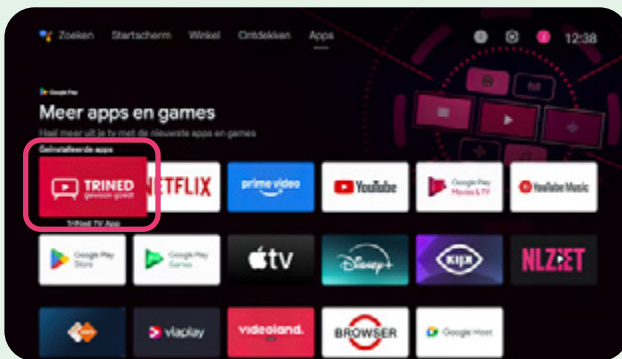 Zoeken Startscherm Winkel Ontdekken Apps 12:38
Google Play
Meer apps en games
Haal meer uit je tv met de nieuwste apps en games
Geïnstalleerde apps
TRINED gewoon goed! NETFLIX prime video YouTube Google Play Movies & TV YouTube Music
TriNed TV App
Google Play Store Google Play Games tv Disney+ KIJK NLZIET
npo viaplay videoland. BROWSER Google Meet